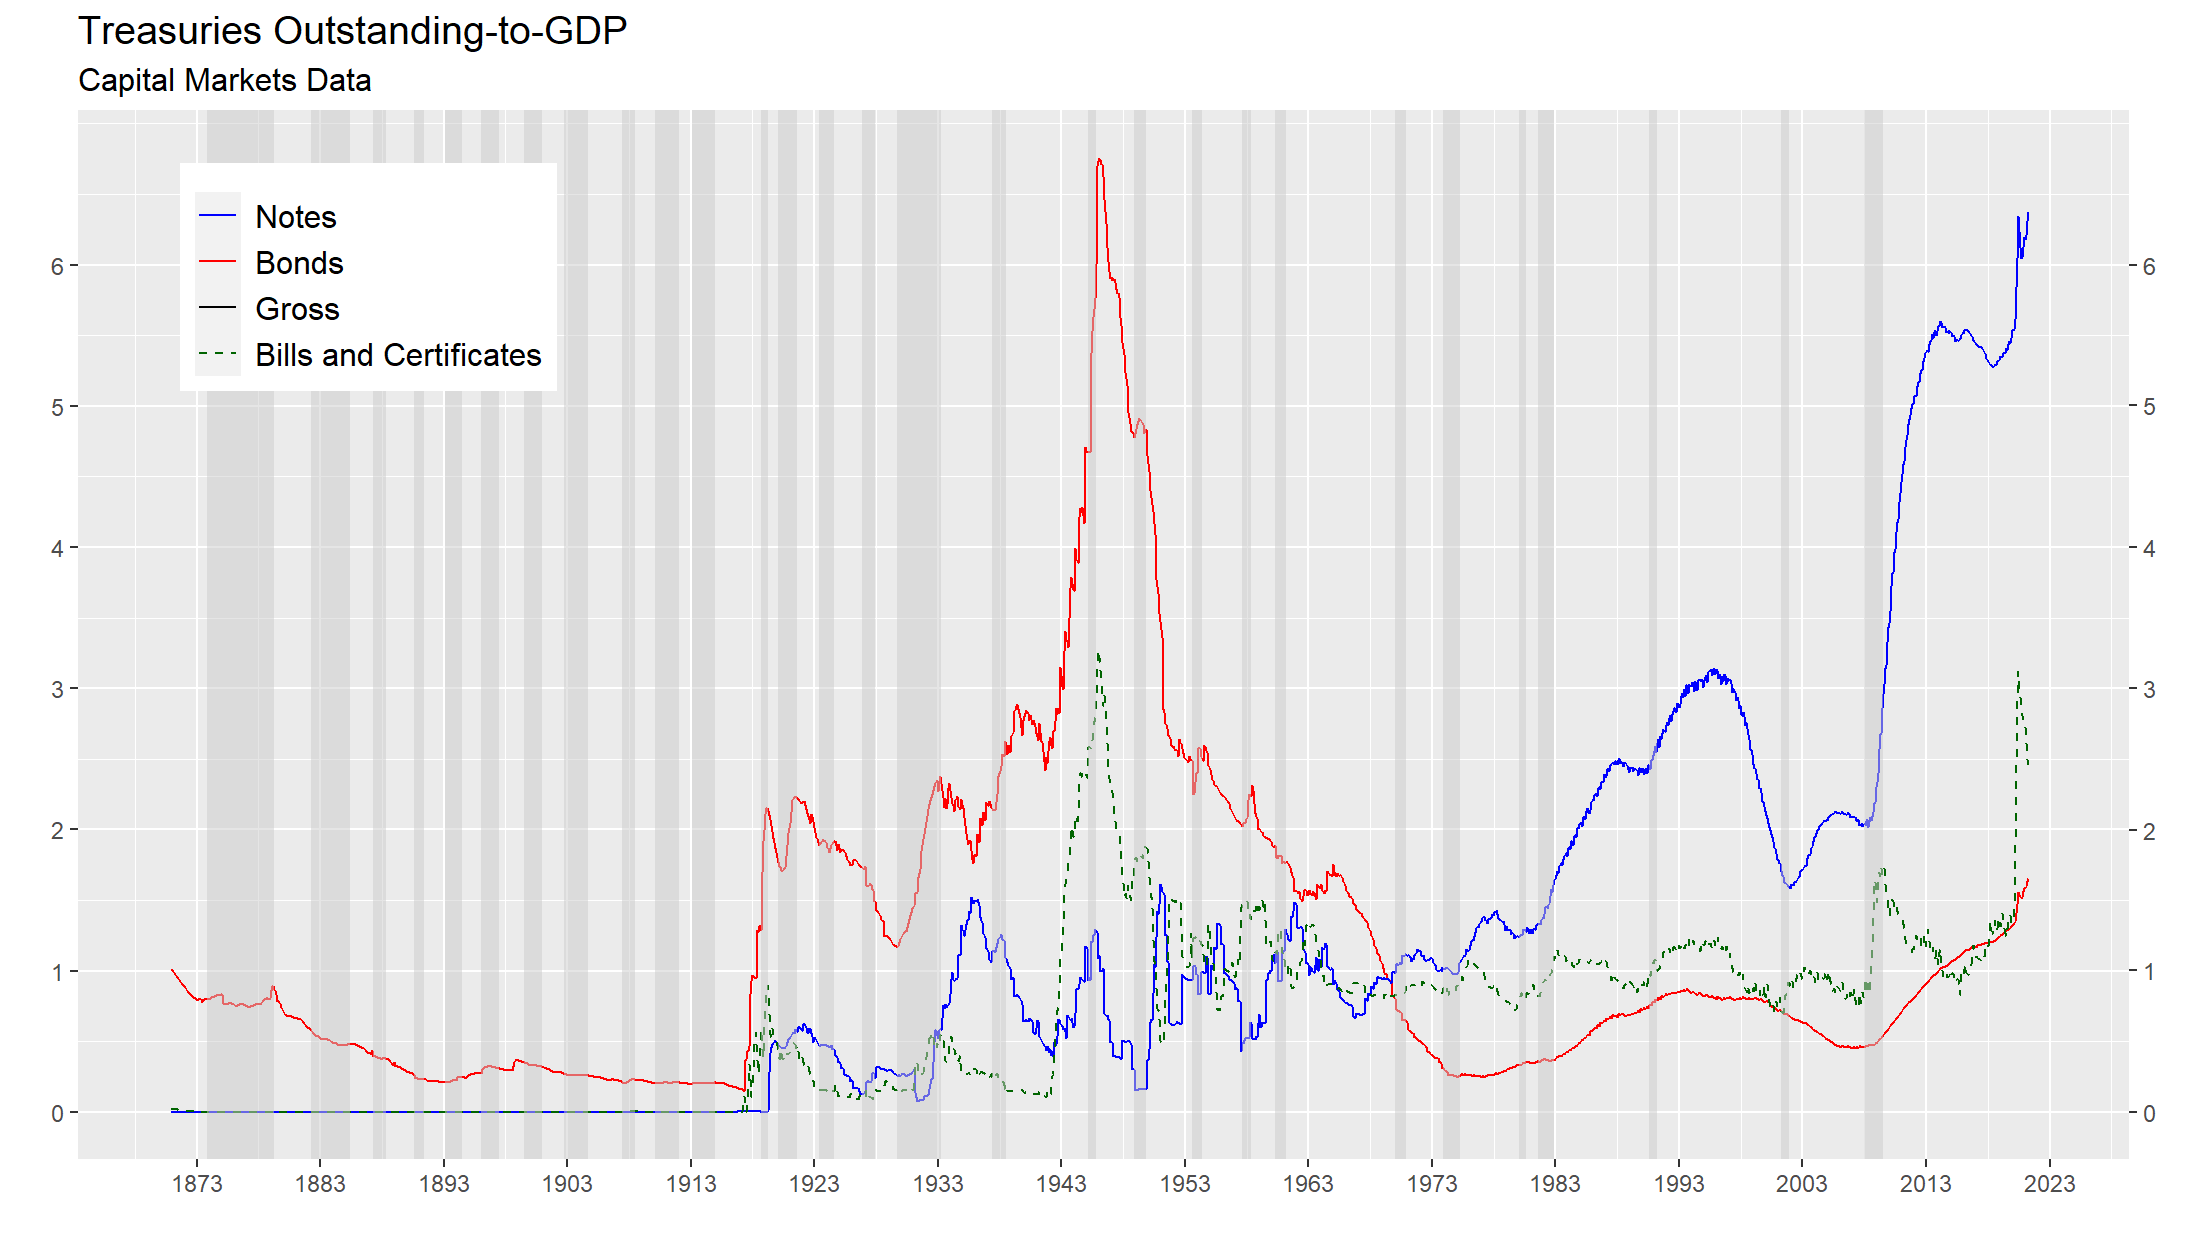 Treasuries Outstanding-to-GDP
Capital Markets Data
Notes
Bonds
Gross
Bills and Certificates
6 6
5 5
4 4
3 3
2 2
1 1
0 0
1873 1883 1893 1903 1913 1923 1933 1943 1953 1963 1973 1983 1993 2003 2013 2023